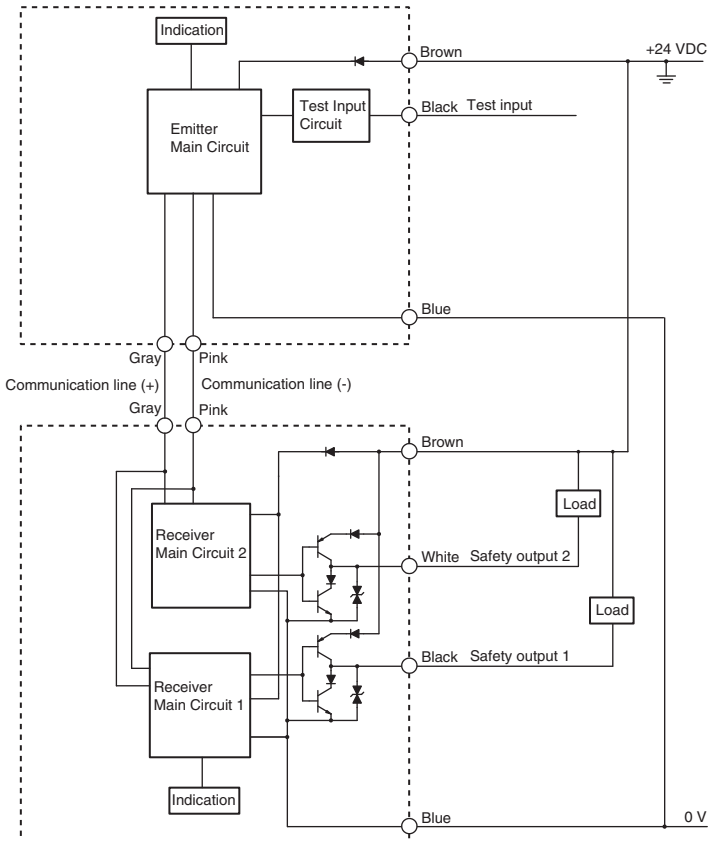 Indication
Brown
+24 VDC
Emitter
Main Circuit
Test Input
Circuit
Black Test input
Blue
Gray Pink
Communication line (+) Communication line (-)
Gray Pink
Brown
Load
Receiver
Main Circuit 2
White Safety output 2
Load
Black Safety output 1
Receiver
Main Circuit 1
Indication
Blue
0 V